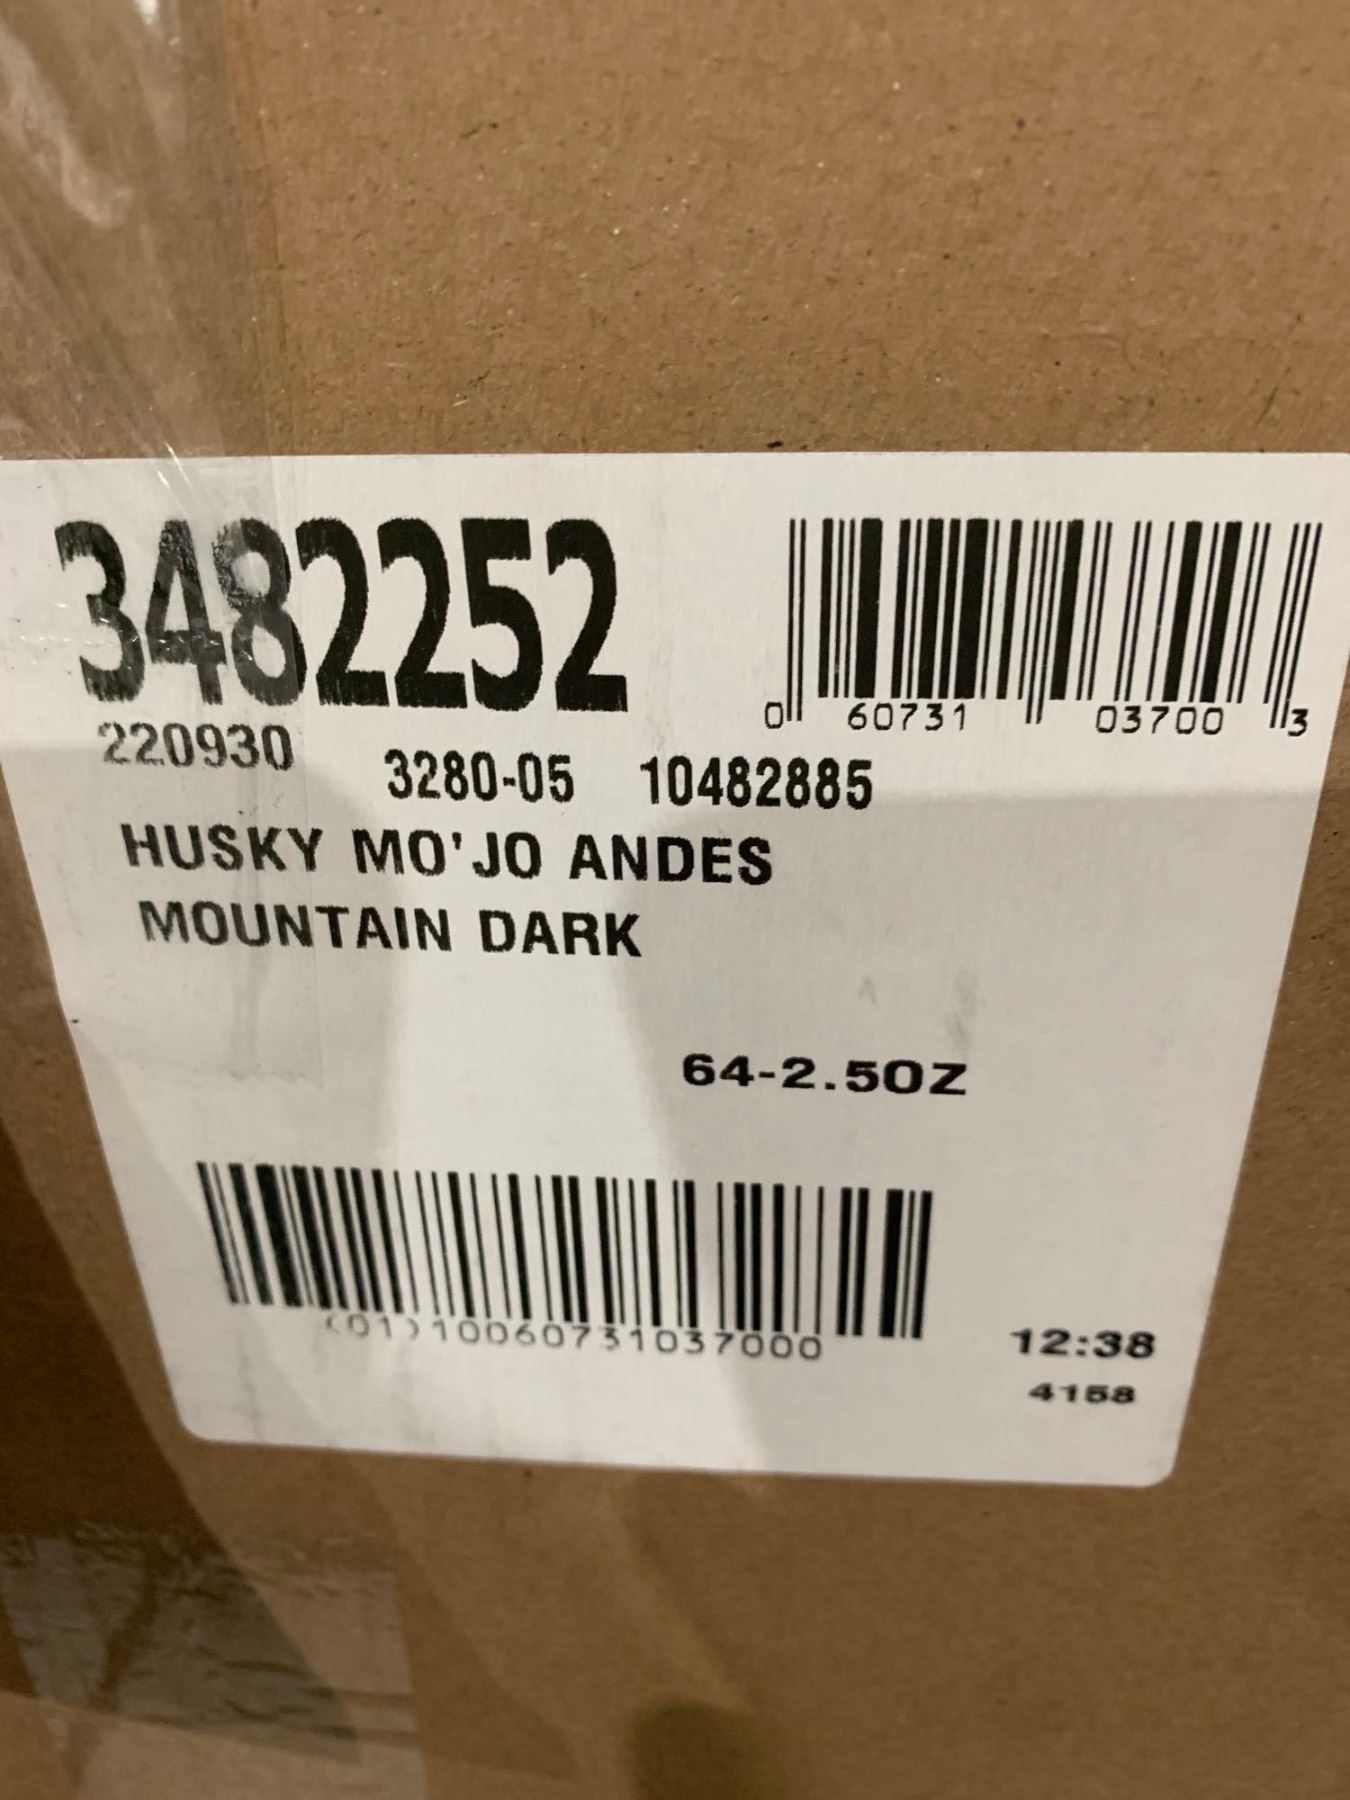 3482252
0 60731 03700 3
220930 3280-05 10482885
HUSKY MO'JO ANDES
MOUNTAIN DARK
64-2.5OZ
(01)10060731037000
12:38
4158